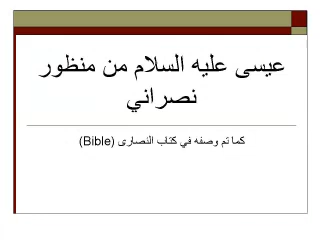 عيسى عليه السلام من منظور
نصراني
كما تم وصفه في كتاب النصارى (Bible)